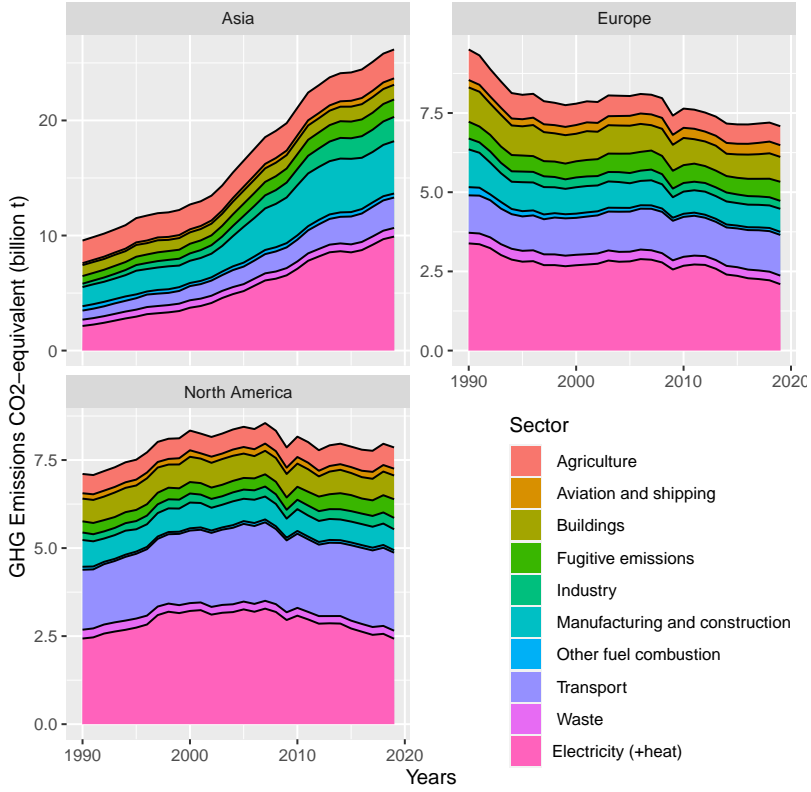 Asia
Europe
20
10
0
7.5
5.0
2.5
0.0
1990
2000
2010
2020
North America
7.5
5.0
2.5
0.0
1990
2000
2010
2020
GHG Emissions CO2−equivalent (billion t)
Years
Sector
Agriculture
Aviation and shipping
Buildings
Fugitive emissions
Industry
Manufacturing and construction
Other fuel combustion
Transport
Waste
Electricity (+heat)